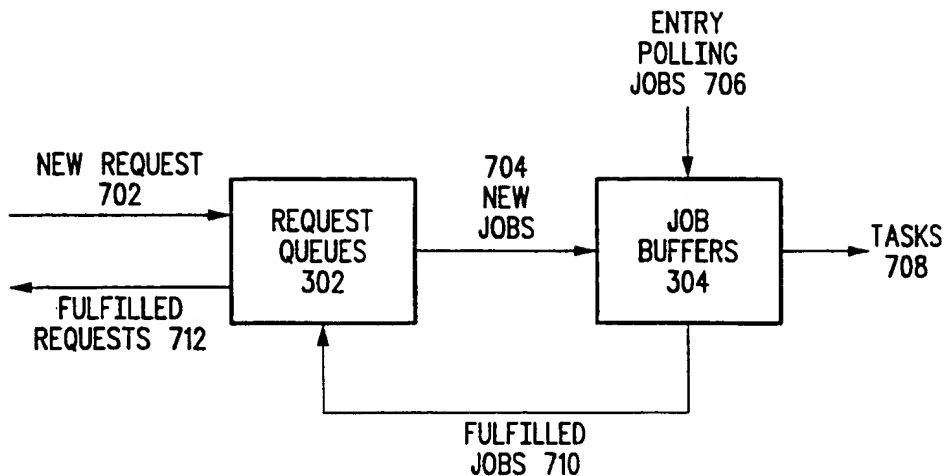 ENTRY
POLLING
JOBS 706
NEW REQUEST
702
704
NEW
JOBS
REQUEST
QUEUES
302
JOB
BUFFERS
304
TASKS
708
FULFILLED
REQUESTS 712
FULFILLED
JOBS 710